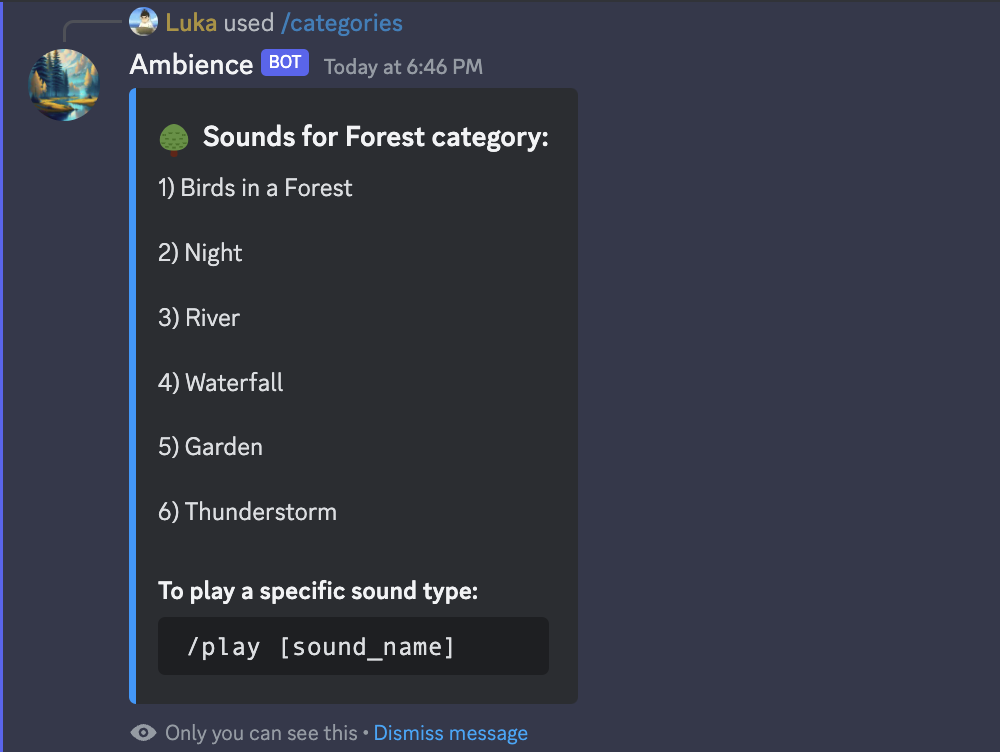 Luka used /categories
Ambience BOT Today at 6:46 PM
Sounds for Forest category:
1) Birds in a Forest
2) Night
3) River
4) Waterfall
5) Garden
6) Thunderstorm
To play a specific sound type:
/play [sound_name]
Only you can see this • Dismiss message